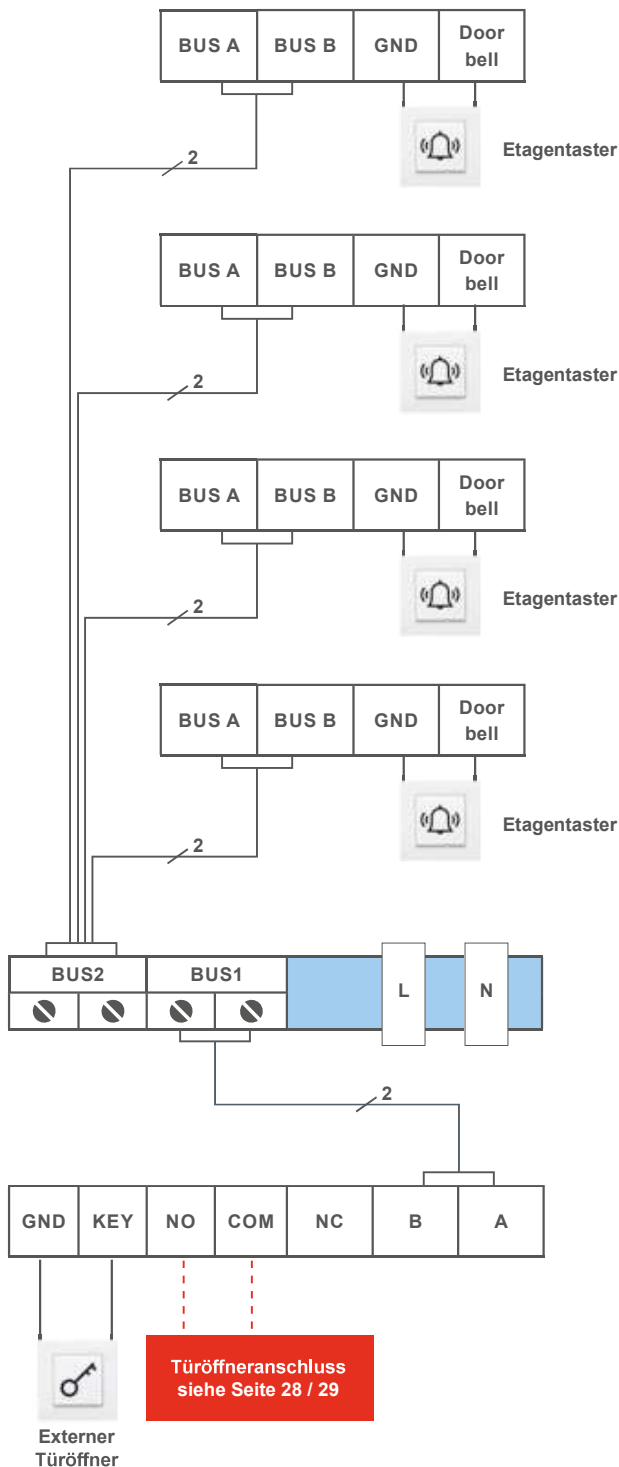 BUS A BUS B GND Door bell
Etagentaster
2
BUS A BUS B GND Door bell
Etagentaster
2
BUS A BUS B GND Door bell
Etagentaster
2
BUS A BUS B GND Door bell
Etagentaster
2
BUS2 BUS1 L N
2
GND KEY NO COM NC B A
Türöffneranschluss
siehe Seite 28 / 29
Externer
Türöffner